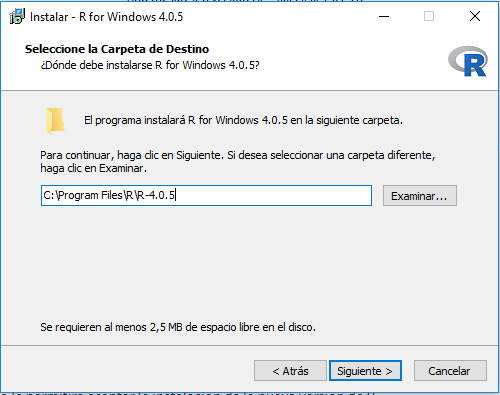 Instalar - R for Windows 4.0.5
Seleccione la Carpeta de Destino
¿Dónde debe instalarse R for Windows 4.0.5?
R
El programa instalará R for Windows 4.0.5 en la siguiente carpeta.
Para continuar, haga clic en Siguiente. Si desea seleccionar una carpeta diferente,
haga clic en Examinar.
C:\Program Files\R\R-4.0.5
Examinar...
Se requieren al menos 2,5 MB de espacio libre en el disco.
< Atrás
Siguiente >
Cancelar